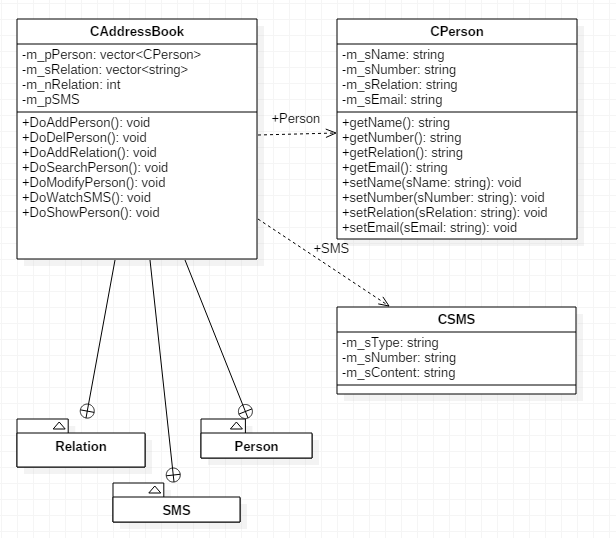 CAddressBook
-m_pPerson: vector<CPerson>
-m_sRelation: vector<string>
-m_nRelation: int
-m_pSMS
+DoAddPerson(): void
+DoDelPerson(): void
+DoAddRelation(): void
+DoSearchPerson(): void
+DoModifyPerson(): void
+DoWatchSMS(): void
+DoShowPerson(): void
+Person
CPerson
-m_sName: string
-m_sNumber: string
-m_sRelation: string
-m_sEmail: string
+getName(): string
+getNumber(): string
+getRelation(): string
+getEmail(): string
+setName(sName: string): void
+setNumber(sNumber: string): void
+setRelation(sRelation: string): void
+setEmail(sEmail: string): void
+SMS
CSMS
-m_sType: string
-m_sNumber: string
-m_sContent: string
Relation
Person
SMS